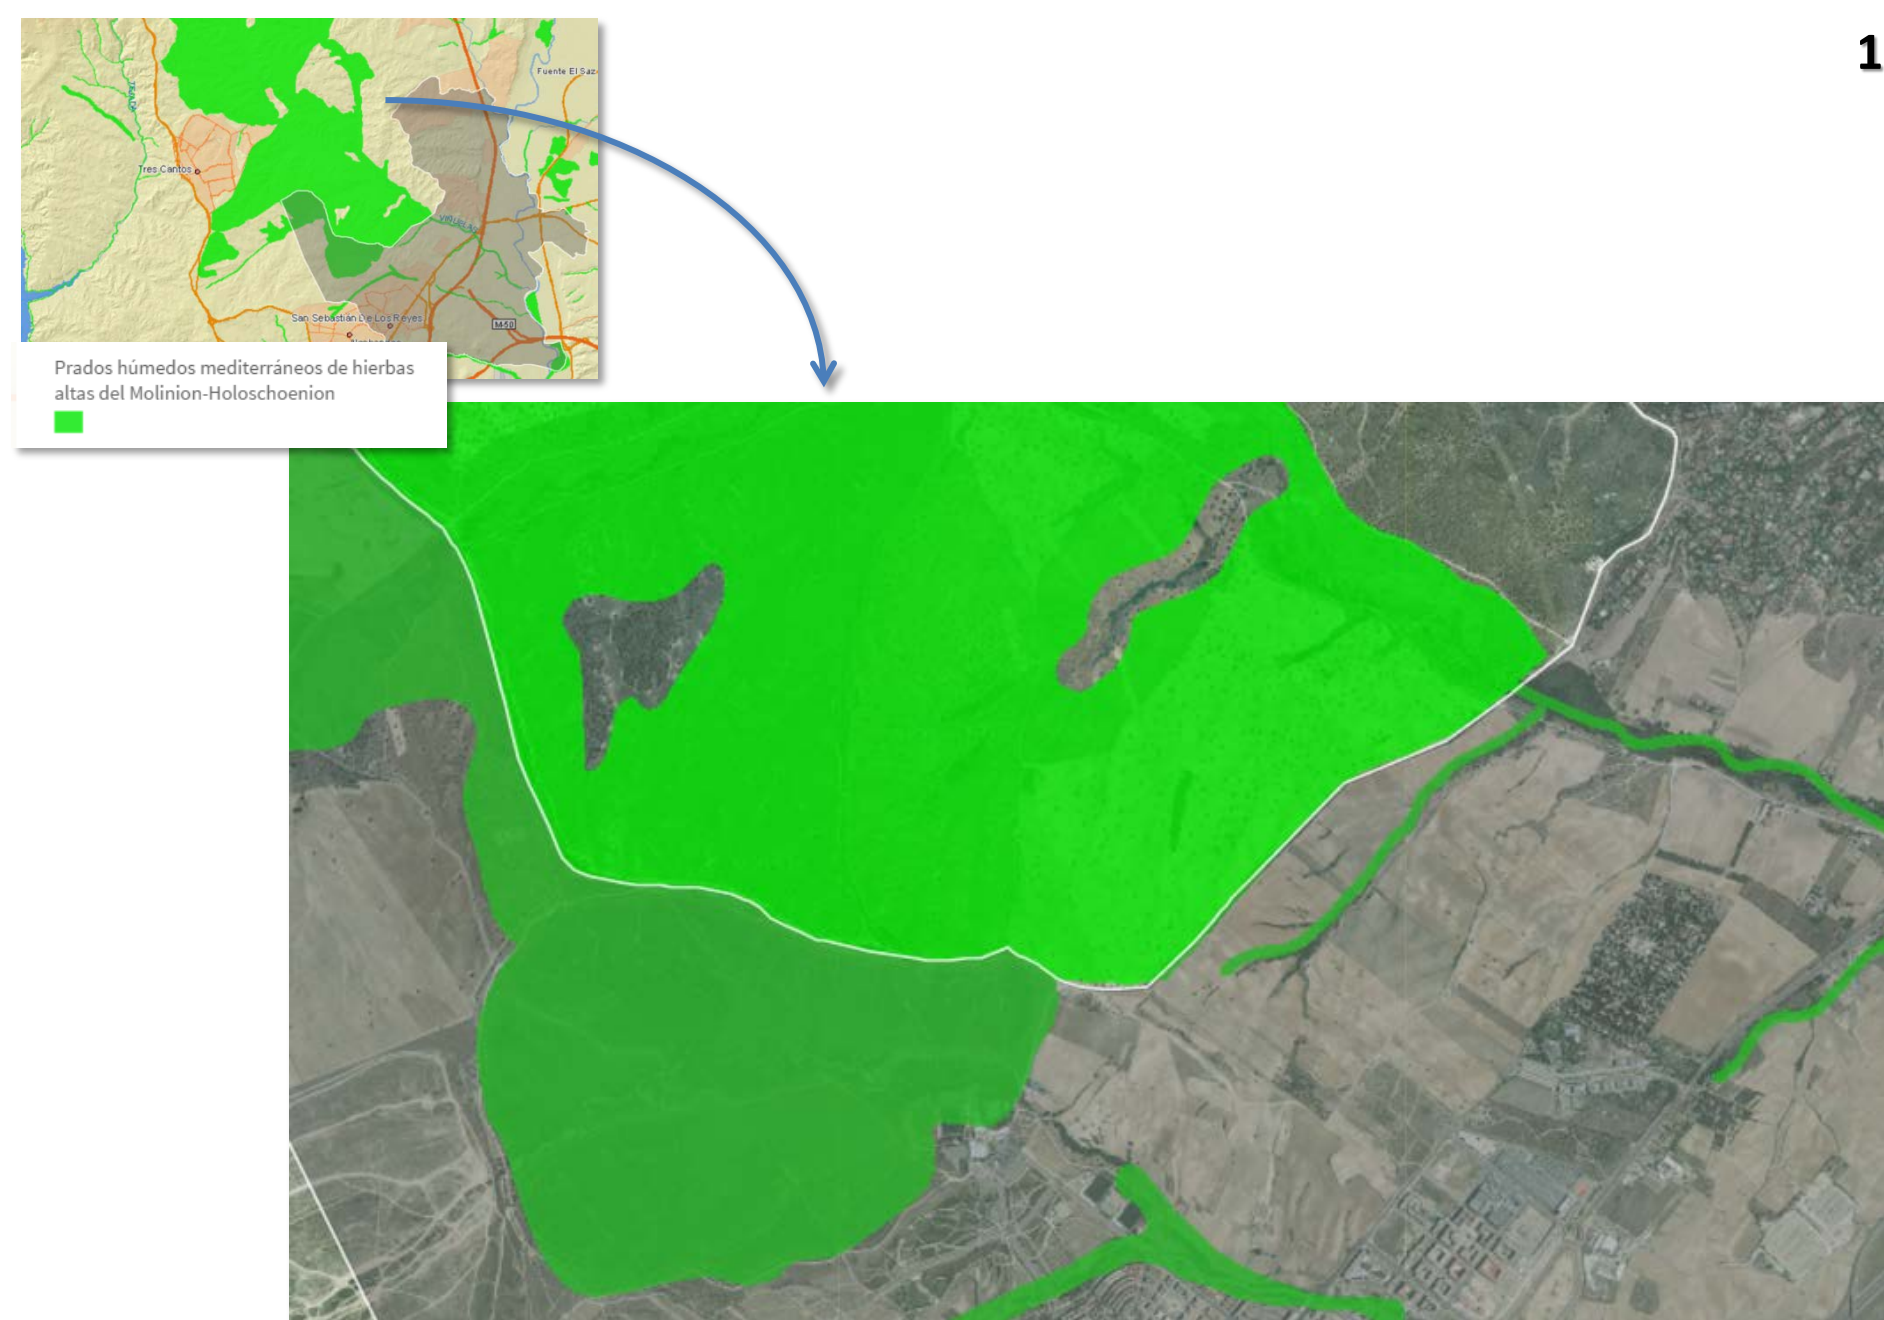 1
Fuente El Saz
Tres Cantos
VIÑUELAS
San Sebastián De Los Reyes
M-50
Prados húmedos mediterráneos de hierbas
altas del Molinion-Holoschoenion